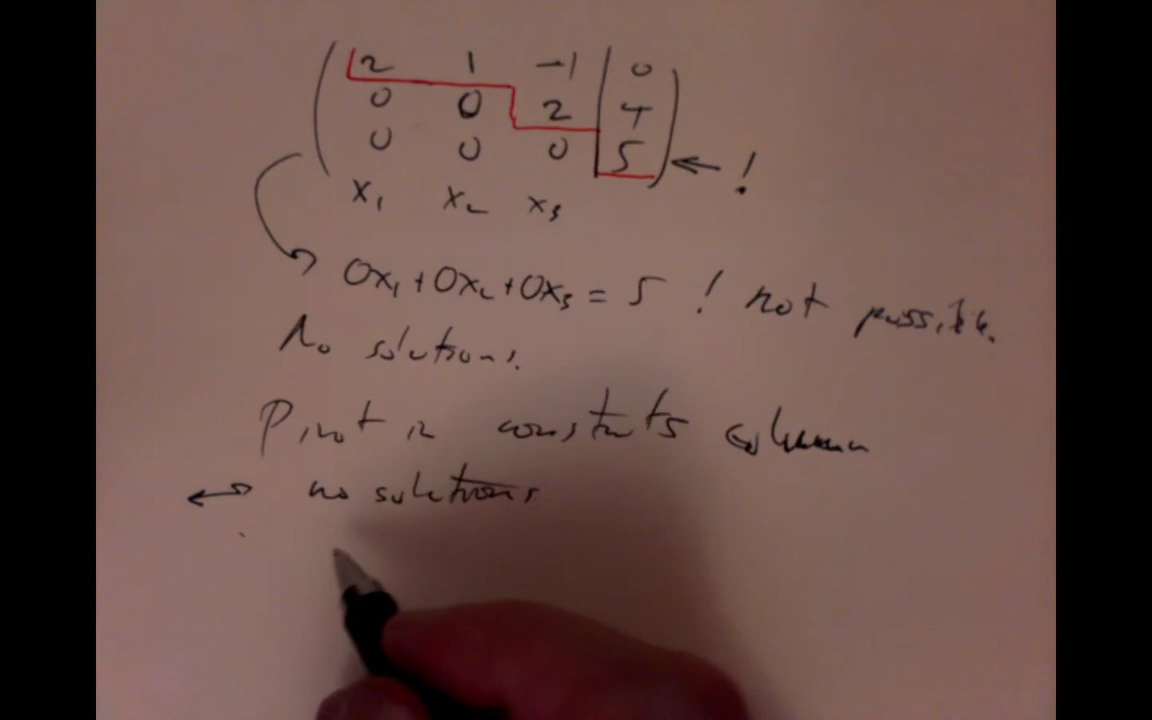 2 1 -1 | 0
0 0 2 | 4
0 0 0 | 5 ← !
x₁ x₂ x₃
0x₁ + 0x₂ + 0x₃ = 5 ! not possible.
No solutions.
Pivot in constants column
↔ no solutions